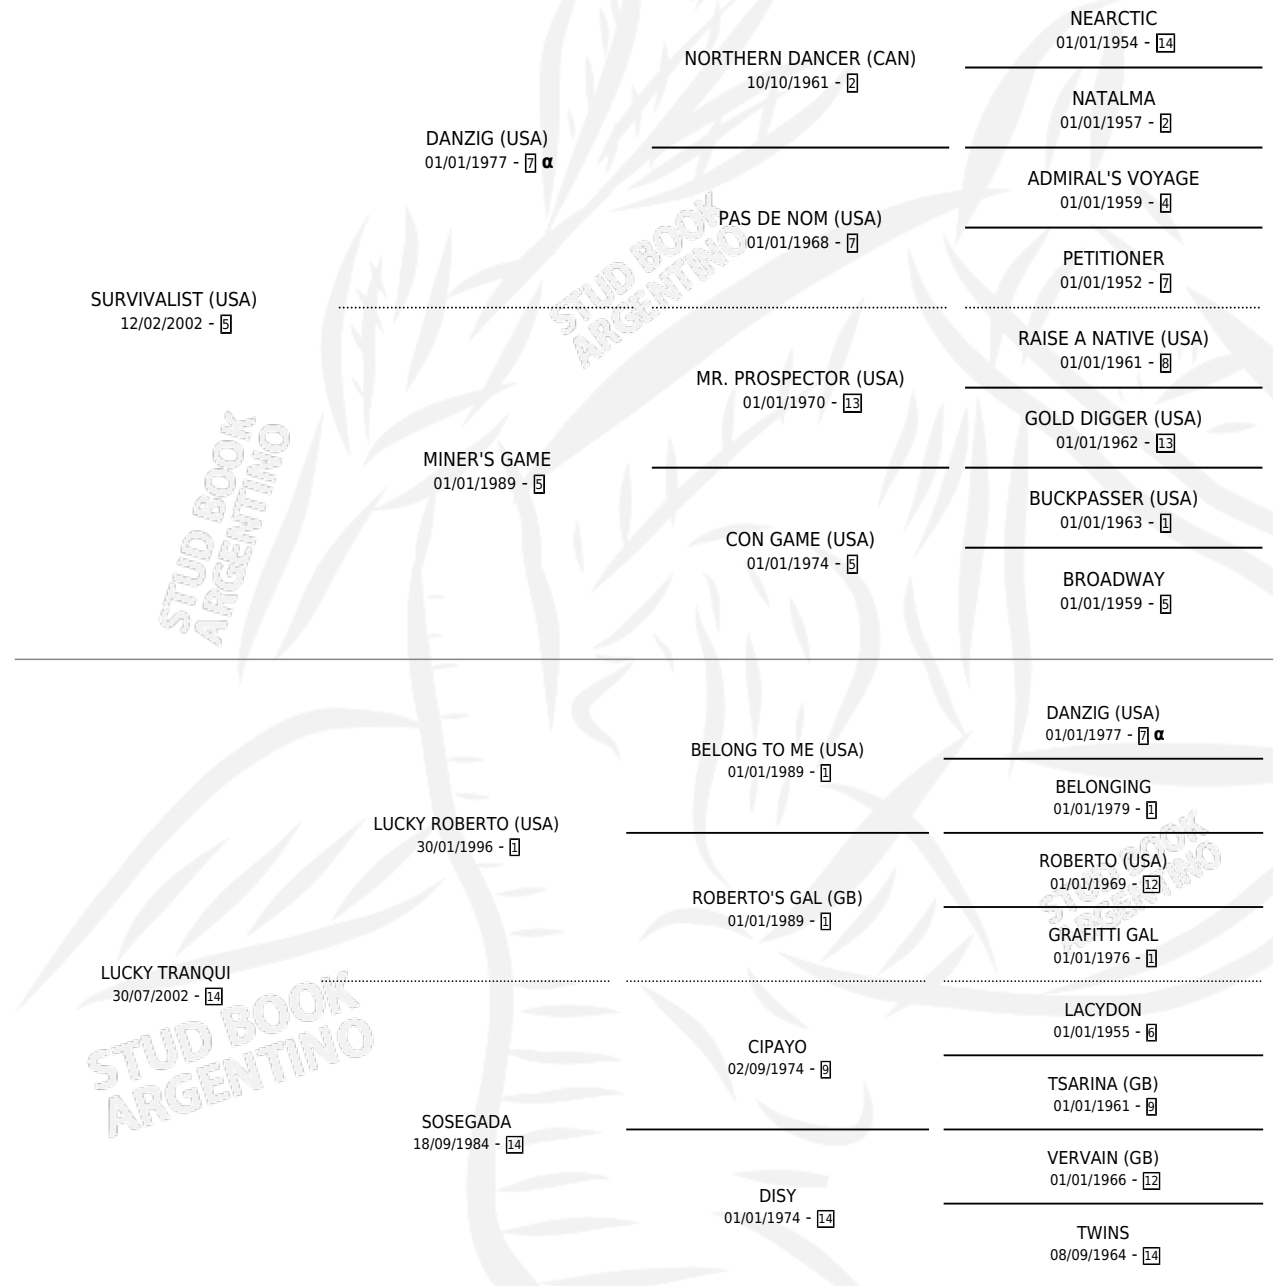 SURVIVALIST (USA)
12/02/2002 - 5
DANZIG (USA)
01/01/1977 - 7 α
MINER'S GAME
01/01/1989 - 5
NORTHERN DANCER (CAN)
10/10/1961 - 2
PAS DE NOM (USA)
01/01/1968 - 7
MR. PROSPECTOR (USA)
01/01/1970 - 13
CON GAME (USA)
01/01/1974 - 5
NEARCTIC
01/01/1954 - 14
NATALMA
01/01/1957 - 2
ADMIRAL'S VOYAGE
01/01/1959 - 4
PETITIONER
01/01/1952 - 7
RAISE A NATIVE (USA)
01/01/1961 - 8
GOLD DIGGER (USA)
01/01/1962 - 13
BUCKPASSER (USA)
01/01/1963 - 1
BROADWAY
01/01/1959 - 5
LUCKY TRANQUI
30/07/2002 - 14
LUCKY ROBERTO (USA)
30/01/1996 - 1
SOSEGADA
18/09/1984 - 14
BELONG TO ME (USA)
01/01/1989 - 1
ROBERTO'S GAL (GB)
01/01/1989 - 1
CIPAYO
02/09/1974 - 9
DISY
01/01/1974 - 14
DANZIG (USA)
01/01/1977 - 7 α
BELONGING
01/01/1979 - 1
ROBERTO (USA)
01/01/1969 - 12
GRAFITTI GAL
01/01/1976 - 1
LACYDON
01/01/1955 - 6
TSARINA (GB)
01/01/1961 - 9
VERVAIN (GB)
01/01/1966 - 12
TWINS
08/09/1964 - 14
STUD BOOK
ARGENTINO
STUD BOOK
ARGENTINO
STUD BOOK
ARGENTINO
STUD BOOK
ARGENTINO